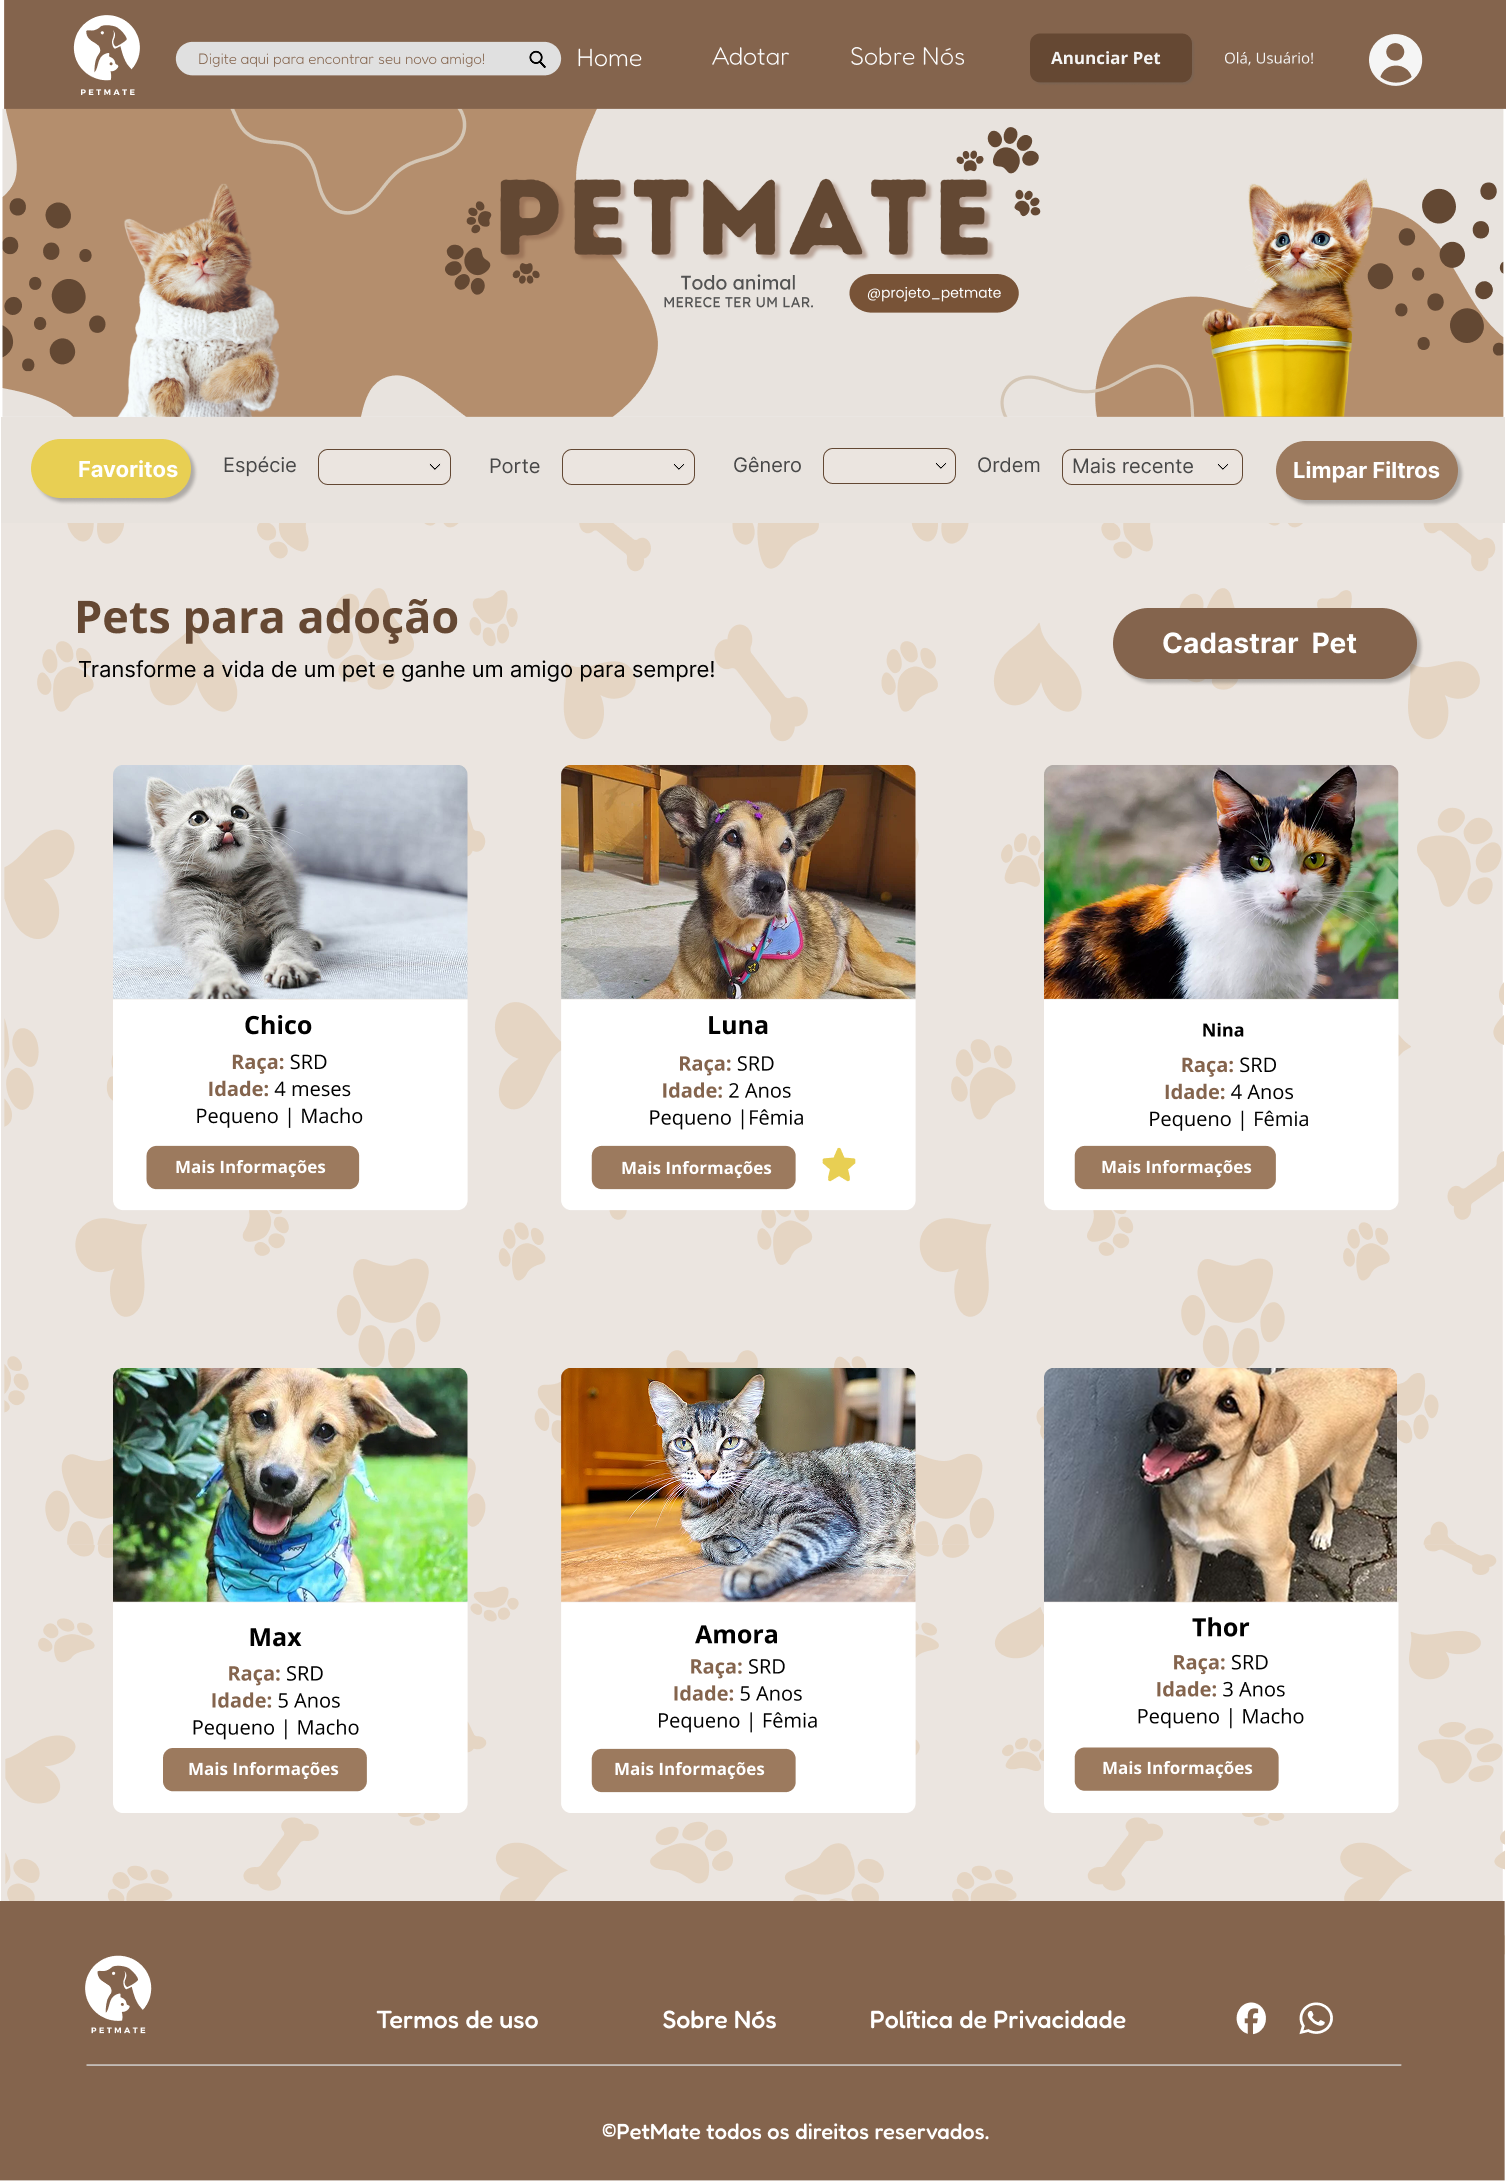 PETMATE
Digite aqui para encontrar seu novo amigo!
Home
Adotar
Sobre Nós
Anunciar Pet
Olá, Usuário!
PETMATE
Todo animal
MERECE TER UM LAR.
@projeto_petmate
Favoritos
Espécie
Porte
Gênero
Ordem
Mais recente
Limpar Filtros
Pets para adoção
Transforme a vida de um pet e ganhe um amigo para sempre!
Cadastrar Pet
Chico
Raça: SRD
Idade: 4 meses
Pequeno | Macho
Mais Informações
Luna
Raça: SRD
Idade: 2 Anos
Pequeno |Fêmia
Mais Informações
Nina
Raça: SRD
Idade: 4 Anos
Pequeno | Fêmia
Mais Informações
Max
Raça: SRD
Idade: 5 Anos
Pequeno | Macho
Mais Informações
Amora
Raça: SRD
Idade: 5 Anos
Pequeno | Fêmia
Mais Informações
Thor
Raça: SRD
Idade: 3 Anos
Pequeno | Macho
Mais Informações
PETMATE
Termos de uso
Sobre Nós
Política de Privacidade
©PetMate todos os direitos reservados.